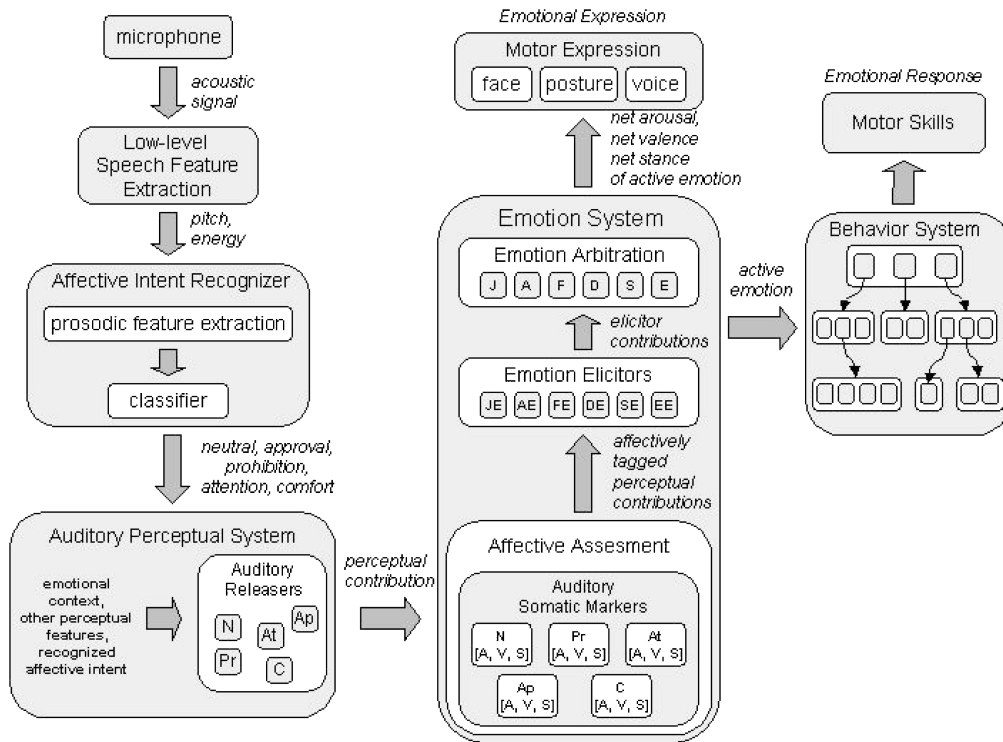 microphone
acoustic
signal
Low-level
Speech Feature
Extraction
pitch,
energy
Affective Intent Recognizer
prosodic feature extraction
classifier
neutral, approval,
prohibition,
attention, comfort
Auditory Perceptual System
emotional
context,
other perceptual
features,
recognized
affective intent
Auditory
Releasers
N
At
Ap
Pr
C
perceptual
contribution
Emotional Expression
Motor Expression
face posture voice
net arousal,
net valence
net stance
of active emotion
Emotion System
Emotion Arbitration
J A F D S E
elicitor
contributions
Emotion Elicitors
JE AE FE DE SE EE
affectively
tagged
perceptual
contributions
Affective Assesment
Auditory
Somatic Markers
N Pr At
[A, V, S] [A, V, S] [A, V, S]
Ap C
[A, V, S] [A, V, S]
active
emotion
Emotional Response
Motor Skills
Behavior System